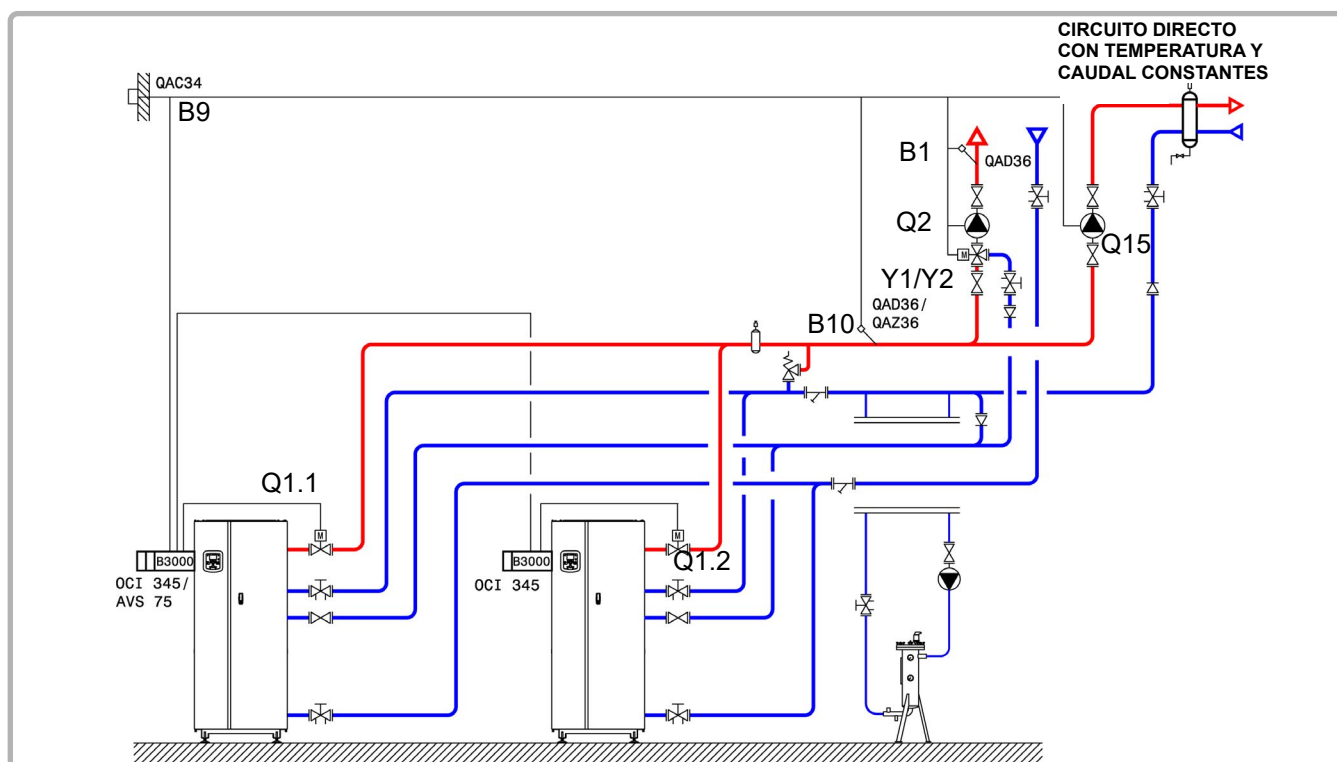 CIRCUITO DIRECTO
CON TEMPERATURA Y
CAUDAL CONSTANTES
QAC34
B9
B1
QAD36
Q2
Q15
Y1/Y2
QAD36/
QAZ36
B10
M
Q1.1
M
M
Q1.2
B3000
OCI 345/
AVS 75
B3000
OCI 345